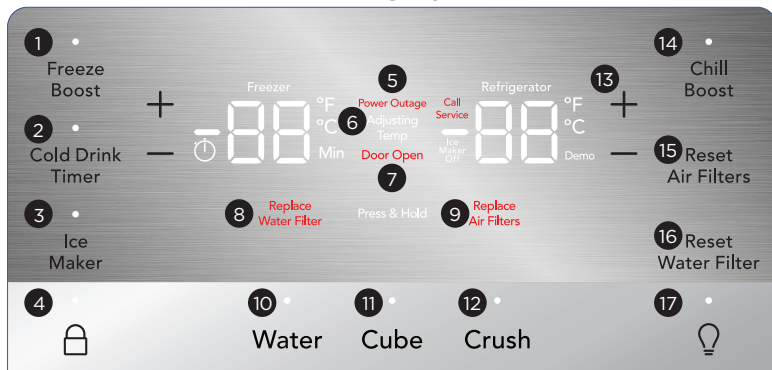 1
Freeze
Boost
2
Cold Drink
Timer
3
Ice
Maker
4
Freezer
88
°F
°C
Min
5
Power Outage
6
Adjusting
Temp
Door Open
7
Call
Service
Ice
Maker
Off
Refrigerator
88
°F
°C
Demo
13
+
−
+
−
8
Replace
Water Filter
Press & Hold
9
Replace
Air Filters
14
Chill
Boost
15
Reset
Air Filters
16
Reset
Water Filter
10
Water
11
Cube
12
Crush
17